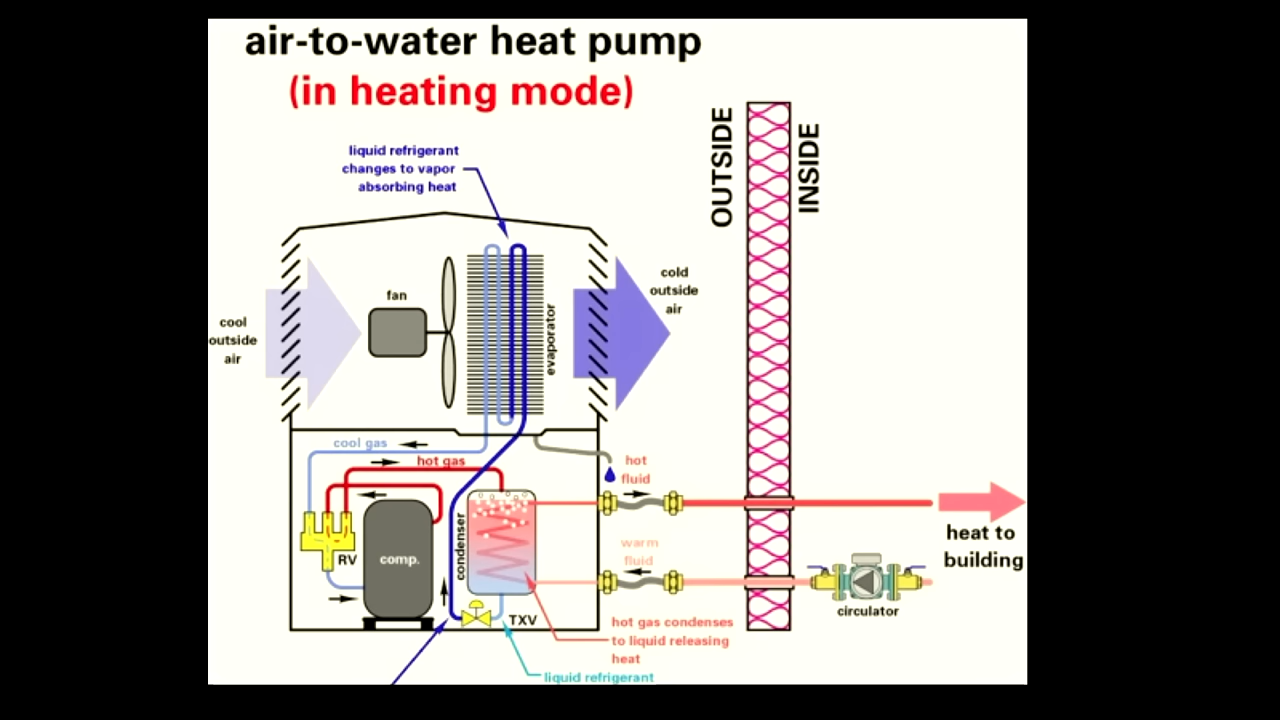 air-to-water heat pump
(in heating mode)
OUTSIDE
INSIDE
liquid refrigerant
changes to vapor
absorbing heat
cold
outside
air
fan
evaporator
cool
outside
air
cool gas
hot gas
hot
fluid
condenser
comp.
RV
warm
fluid
heat to
building
circulator
TXV
hot gas condenses
to liquid releasing
heat
liquid refrigerant